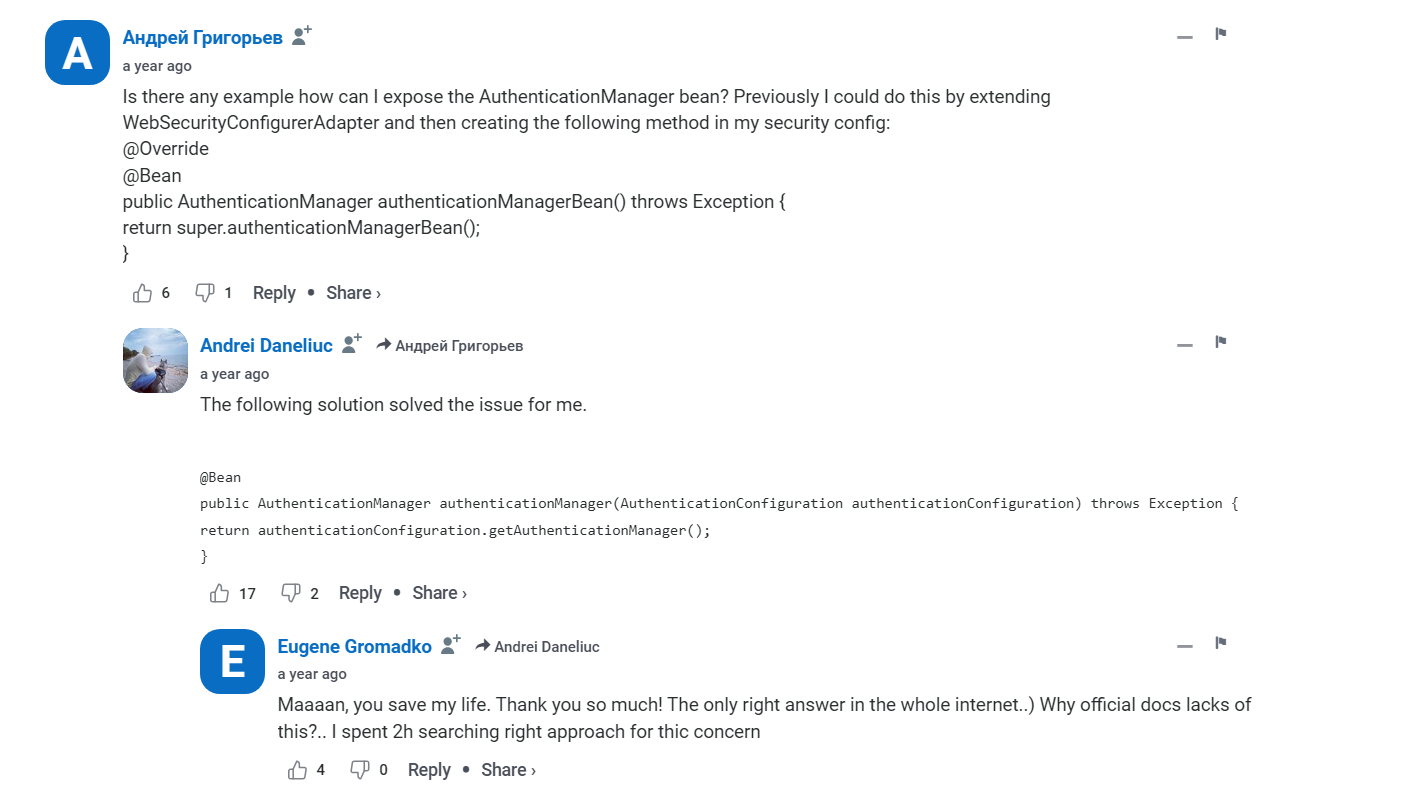 A
Андрей Григорьев
a year ago
Is there any example how can I expose the AuthenticationManager bean? Previously I could do this by extending
WebSecurityConfigurerAdapter and then creating the following method in my security config:
@Override
@Bean
public AuthenticationManager authenticationManagerBean() throws Exception {
return super.authenticationManagerBean();
}
6 1 Reply • Share ›
Andrei Daneliuc Андрей Григорьев
a year ago
The following solution solved the issue for me.
@Bean
public AuthenticationManager authenticationManager(AuthenticationConfiguration authenticationConfiguration) throws Exception {
return authenticationConfiguration.getAuthenticationManager();
}
17 2 Reply • Share ›
E
Eugene Gromadko Andrei Daneliuc
a year ago
Maaaan, you save my life. Thank you so much! The only right answer in the whole internet..) Why official docs lacks of
this?.. I spent 2h searching right approach for thic concern
4 0 Reply • Share ›